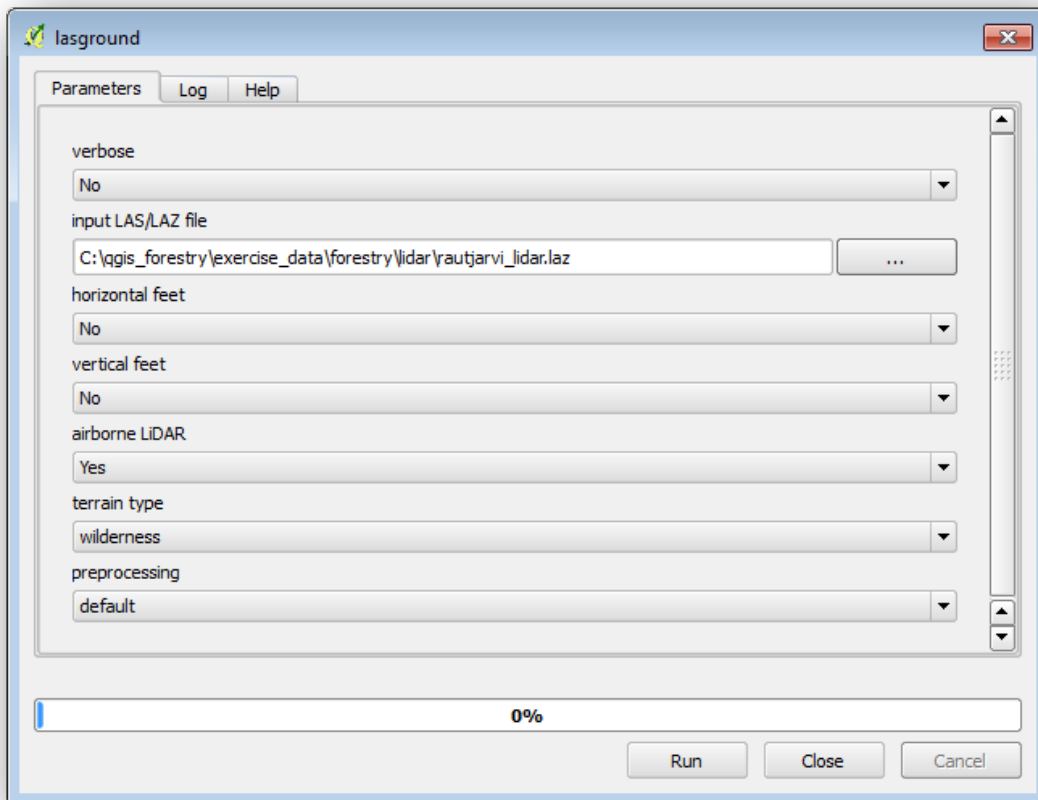 lasground
Parameters Log Help
verbose
No
input LAS/LAZ file
C:\qgis_forestry\exercise_data\forestry\lidar\rautjarvi_lidar.laz ...
horizontal feet
No
vertical feet
No
airborne LiDAR
Yes
terrain type
wilderness
preprocessing
default
0%
Run Close Cancel